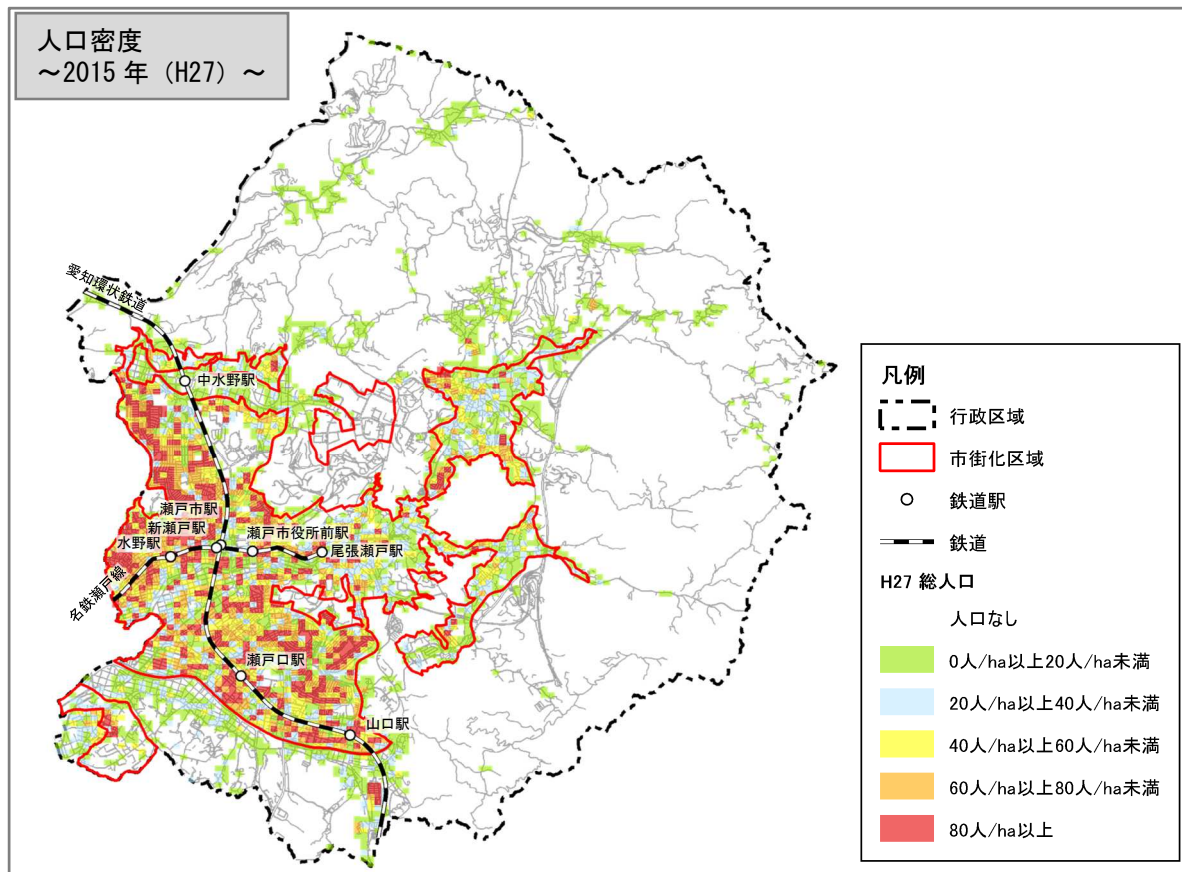 人口密度
～2015年（H27）～
愛知環状鉄道
中水野駅
瀬戸市駅
新瀬戸駅
瀬戸市役所前駅
水野駅
尾張瀬戸駅
名鉄瀬戸線
瀬戸口駅
山口駅
凡例
行政区域
市街化区域
鉄道駅
鉄道
H27 総人口
人口なし
0人/ha以上20人/ha未満
20人/ha以上40人/ha未満
40人/ha以上60人/ha未満
60人/ha以上80人/ha未満
80人/ha以上